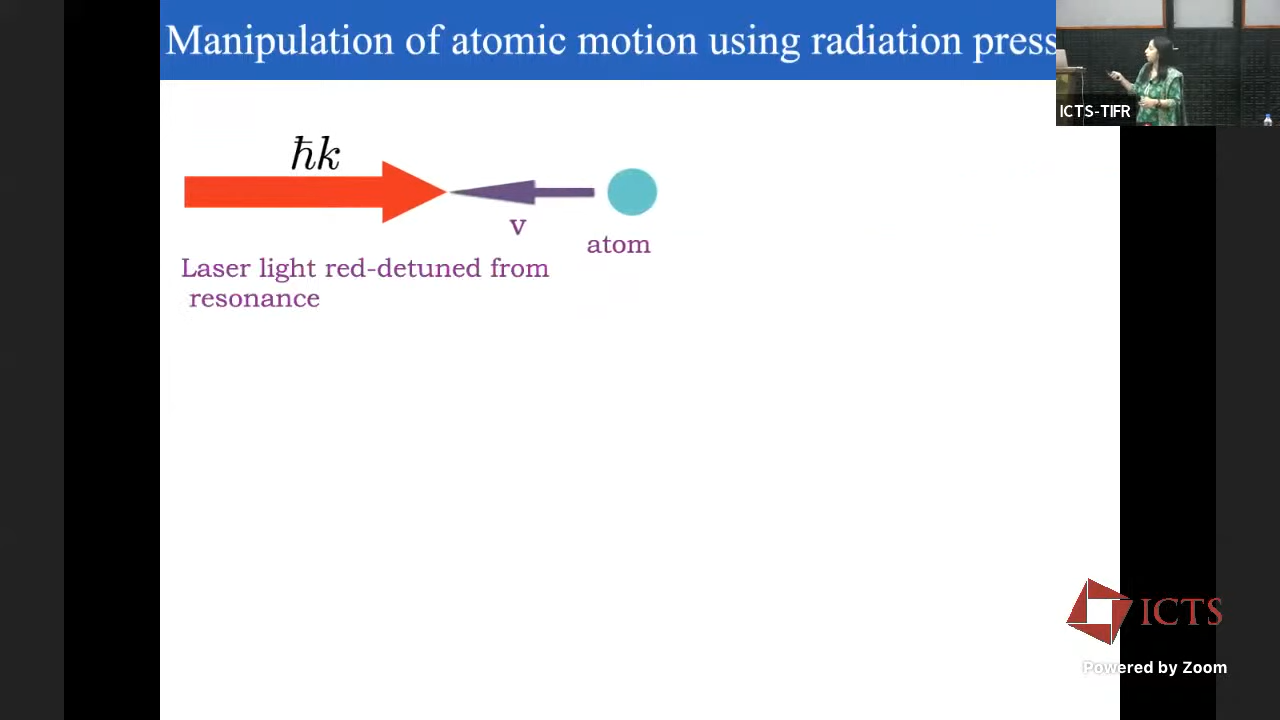 Manipulation of atomic motion using radiation press
ICTS-TIFR
ħk
v
atom
Laser light red-detuned from
resonance
ICTS
Powered by Zoom